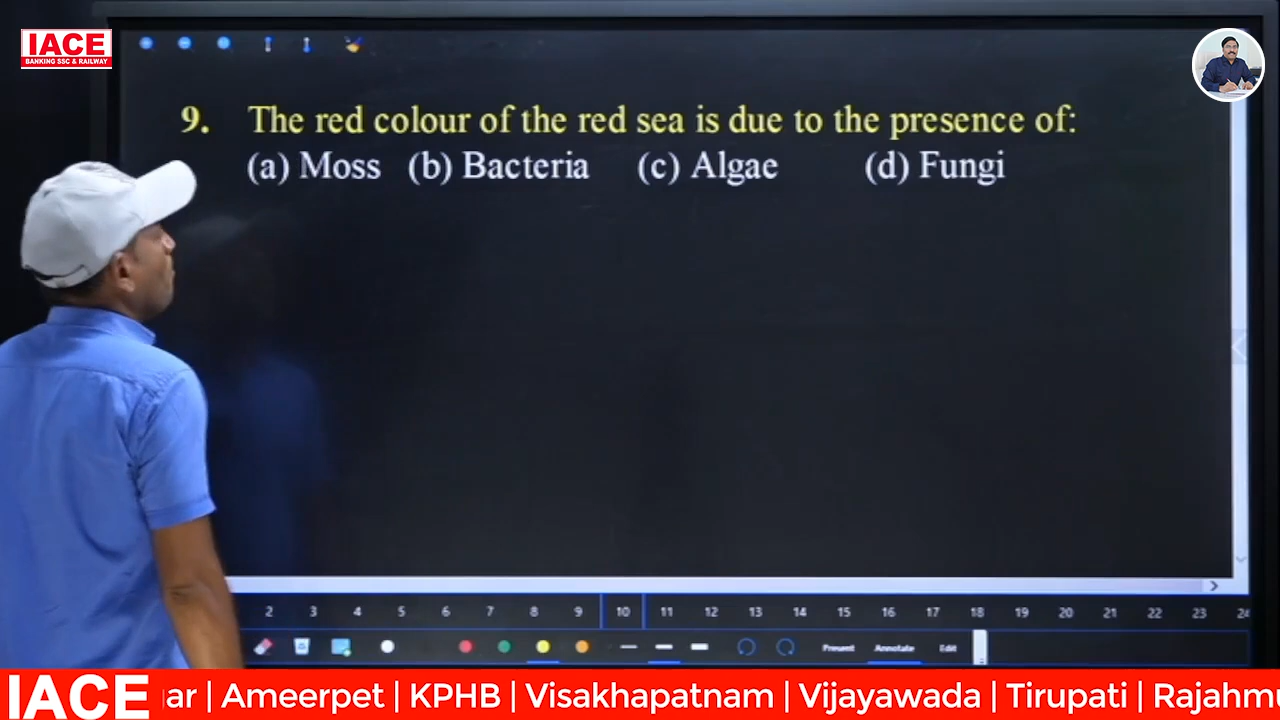 IACE
BANKING SSC & RAILWAY
9. The red colour of the red sea is due to the presence of:
(a) Moss (b) Bacteria (c) Algae (d) Fungi
2 3 4 5 6 7 8 9 10 11 12 13 14 15 16 17 18 19 20 21 22 23 24
Present Annotate Edit
IACE ar | Ameerpet | KPHB | Visakhapatnam | Vijayawada | Tirupati | Rajahmu